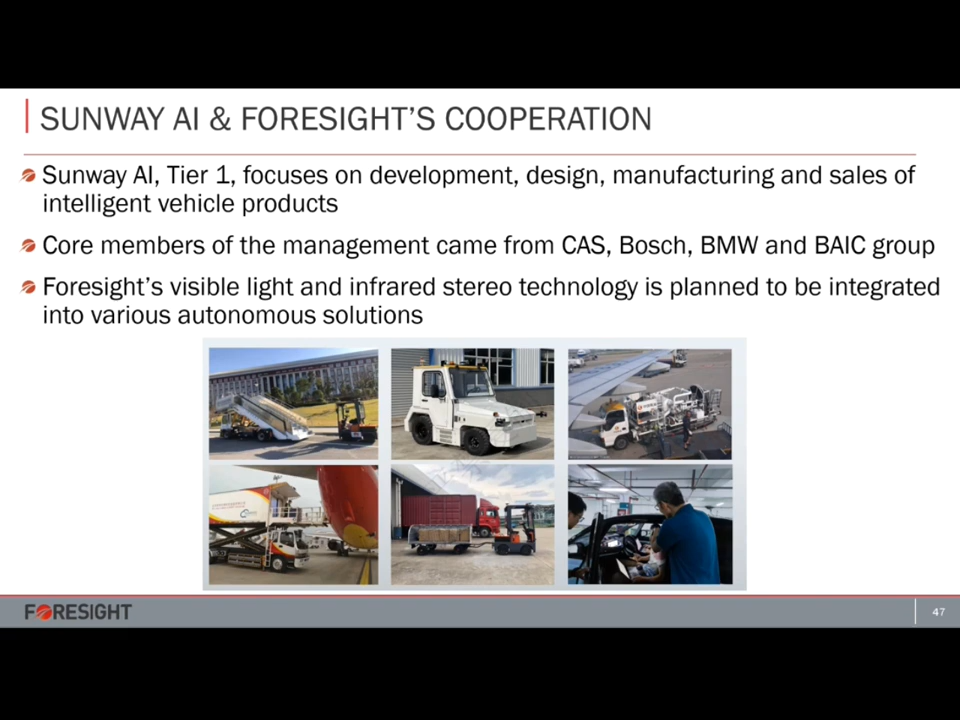 SUNWAY AI & FORESIGHT'S COOPERATION
Sunway AI, Tier 1, focuses on development, design, manufacturing and sales of
intelligent vehicle products
Core members of the management came from CAS, Bosch, BMW and BAIC group
Foresight's visible light and infrared stereo technology is planned to be integrated
into various autonomous solutions
FORESIGHT
47